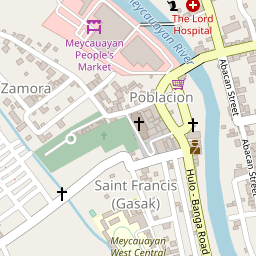 Meycauayan River
The Lord
Hospital
Meycauayan
People's
Market
Zamora
Poblacion
Abacan Street
Saint Francis
(Gasak)
Hulo - Banga Road
Abacan Street
Meycauayan
West Central